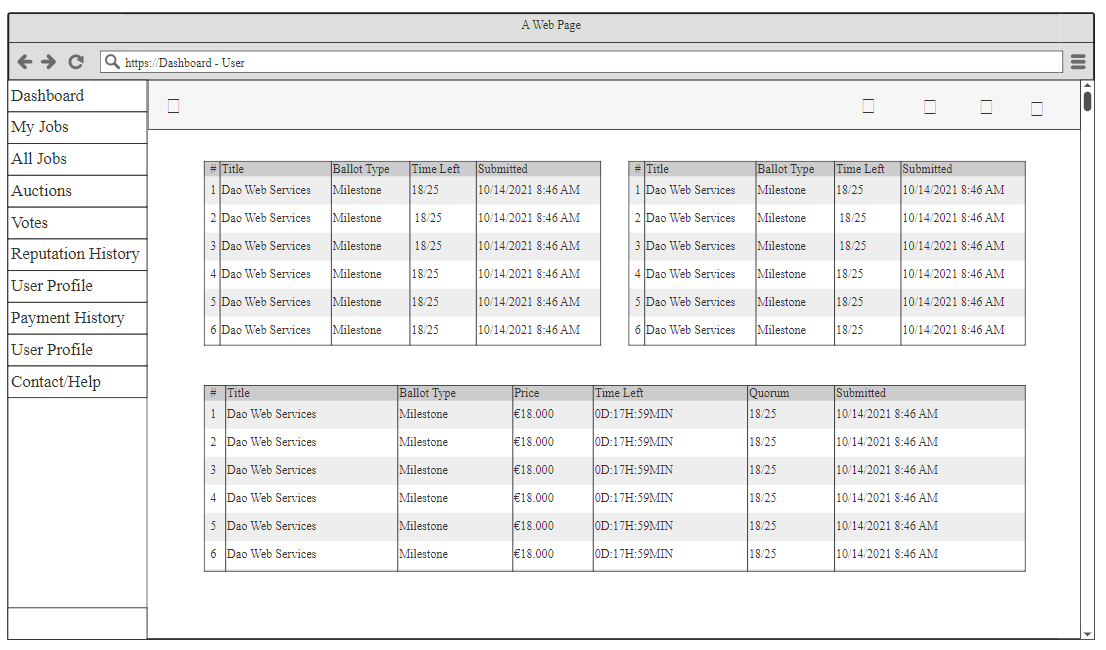 A Web Page
https://Dashboard - User
Dashboard
My Jobs
All Jobs
Auctions
Votes
Reputation History
User Profile
Payment History
User Profile
Contact/Help
# Title Ballot Type Time Left Submitted
1 Dao Web Services Milestone 18/25 10/14/2021 8:46 AM
2 Dao Web Services Milestone 18/25 10/14/2021 8:46 AM
3 Dao Web Services Milestone 18/25 10/14/2021 8:46 AM
4 Dao Web Services Milestone 18/25 10/14/2021 8:46 AM
5 Dao Web Services Milestone 18/25 10/14/2021 8:46 AM
6 Dao Web Services Milestone 18/25 10/14/2021 8:46 AM
# Title Ballot Type Time Left Submitted
1 Dao Web Services Milestone 18/25 10/14/2021 8:46 AM
2 Dao Web Services Milestone 18/25 10/14/2021 8:46 AM
3 Dao Web Services Milestone 18/25 10/14/2021 8:46 AM
4 Dao Web Services Milestone 18/25 10/14/2021 8:46 AM
5 Dao Web Services Milestone 18/25 10/14/2021 8:46 AM
6 Dao Web Services Milestone 18/25 10/14/2021 8:46 AM
# Title Ballot Type Price Time Left Quorum Submitted
1 Dao Web Services Milestone €18.000 0D:17H:59MIN 18/25 10/14/2021 8:46 AM
2 Dao Web Services Milestone €18.000 0D:17H:59MIN 18/25 10/14/2021 8:46 AM
3 Dao Web Services Milestone €18.000 0D:17H:59MIN 18/25 10/14/2021 8:46 AM
4 Dao Web Services Milestone €18.000 0D:17H:59MIN 18/25 10/14/2021 8:46 AM
5 Dao Web Services Milestone €18.000 0D:17H:59MIN 18/25 10/14/2021 8:46 AM
6 Dao Web Services Milestone €18.000 0D:17H:59MIN 18/25 10/14/2021 8:46 AM